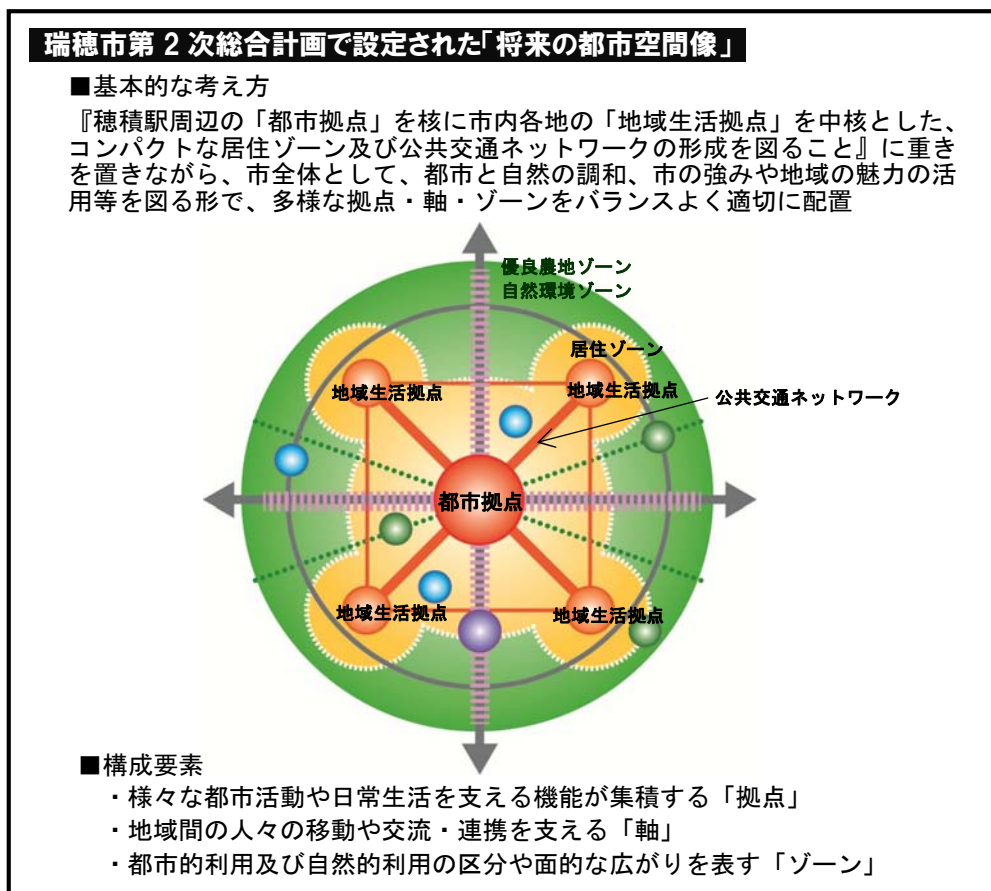 瑞穂市第2次総合計画で設定された「将来の都市空間像」
■基本的な考え方
『穂積駅周辺の「都市拠点」を核に市内各地の「地域生活拠点」を中核とした、
コンパクトな居住ゾーン及び公共交通ネットワークの形成を図ること』に重き
を置きながら、市全体として、都市と自然の調和、市の強みや地域の魅力の活
用等を図る形で、多様な拠点・軸・ゾーンをバランスよく適切に配置
優良農地ゾーン
自然環境ゾーン
居住ゾーン
地域生活拠点
地域生活拠点
公共交通ネットワーク
都市拠点
地域生活拠点
地域生活拠点
■構成要素
・様々な都市活動や日常生活を支える機能が集積する「拠点」
・地域間の人々の移動や交流・連携を支える「軸」
・都市的利用及び自然的利用の区分や面的な広がりを表す「ゾーン」